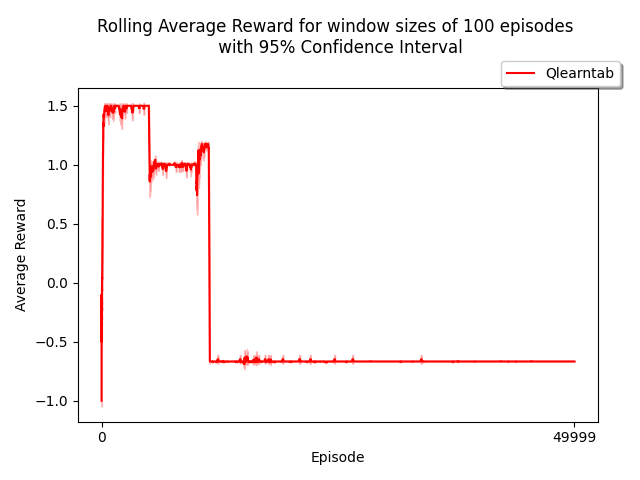 Rolling Average Reward for window sizes of 100 episodes
with 95% Confidence Interval
Qlearntab
1.5
1.0
0.5
0.0
−0.5
−1.0
Average Reward
0
49999
Episode